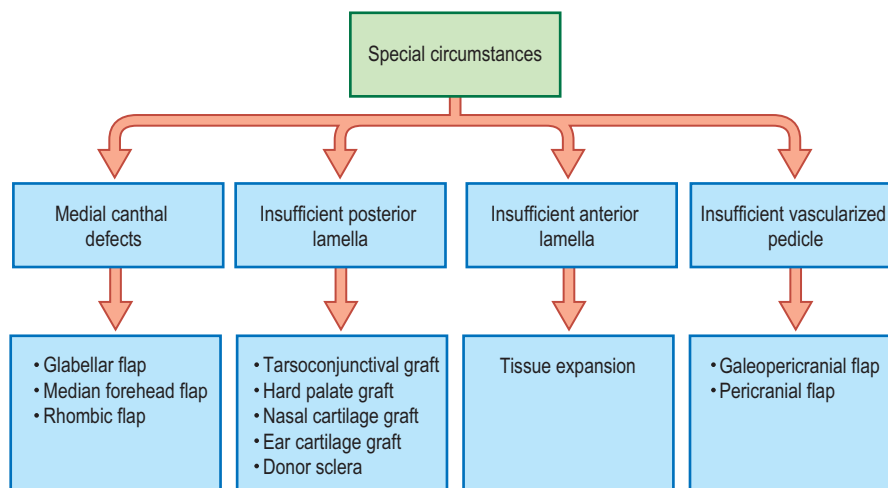 Special circumstances
Medial canthal
defects
Insufficient posterior
lamella
Insufficient anterior
lamella
Insufficient vascularized
pedicle
• Glabellar flap
• Median forehead flap
• Rhombic flap
• Tarsoconjunctival graft
• Hard palate graft
• Nasal cartilage graft
• Ear cartilage graft
• Donor sclera
Tissue expansion
• Galeopericranial flap
• Pericranial flap